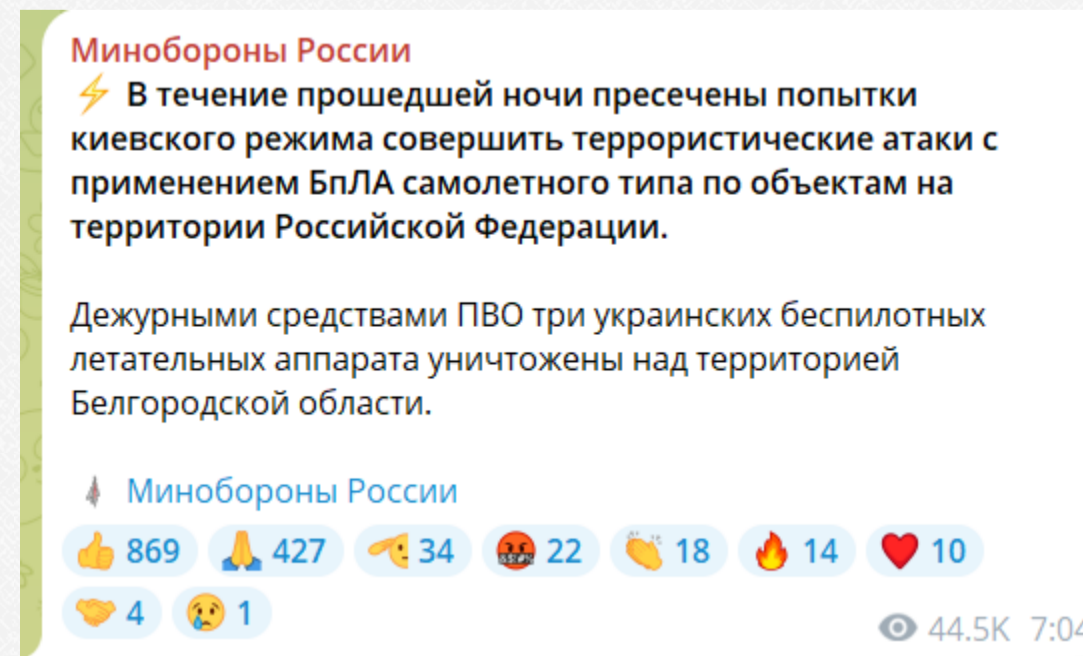 Минобороны России
⚡ В течение прошедшей ночи пресечены попытки
киевского режима совершить террористические атаки с
применением БпЛА самолетного типа по объектам на
территории Российской Федерации.
Дежурными средствами ПВО три украинских беспилотных
летательных аппарата уничтожены над территорией
Белгородской области.
Минобороны России
👍 869 🙏 427 🫡 34 🤬 22 👏 18 🔥 14 ❤ 10
🤝 4 😢 1
44.5K 7:04